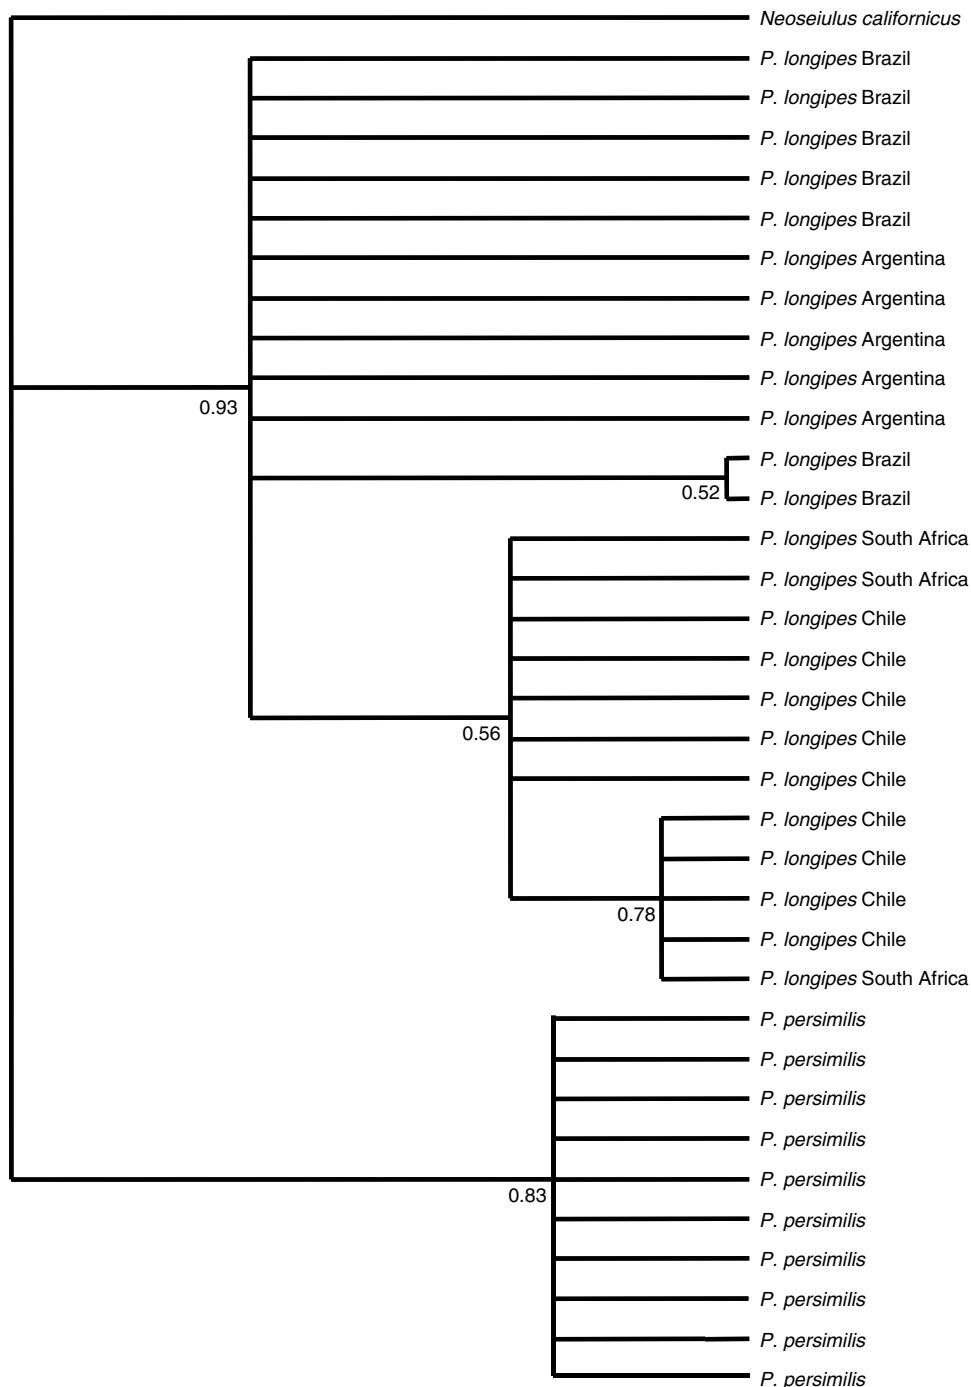 Neoseiulus californicus
P. longipes Brazil
P. longipes Brazil
P. longipes Brazil
P. longipes Brazil
P. longipes Brazil
P. longipes Argentina
P. longipes Argentina
P. longipes Argentina
P. longipes Argentina
0.93
P. longipes Argentina
P. longipes Brazil
0.52
P. longipes Brazil
P. longipes South Africa
P. longipes South Africa
P. longipes Chile
P. longipes Chile
P. longipes Chile
0.56
P. longipes Chile
P. longipes Chile
P. longipes Chile
P. longipes Chile
P. longipes Chile
0.78
P. longipes Chile
P. longipes South Africa
P. persimilis
P. persimilis
P. persimilis
P. persimilis
P. persimilis
0.83
P. persimilis
P. persimilis
P. persimilis
P. persimilis
P. persimilis